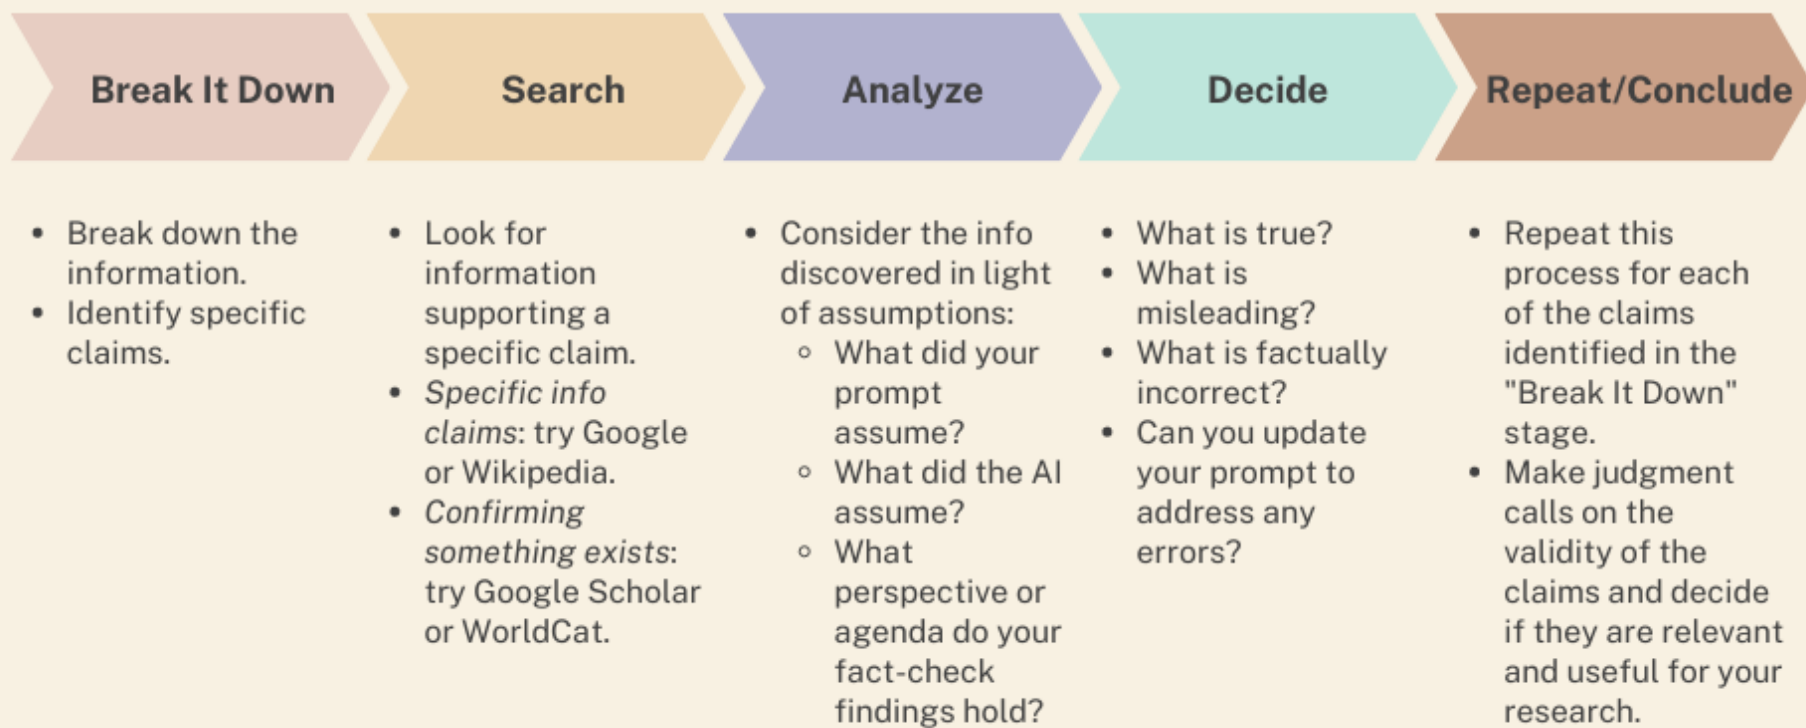 Break It Down
Search
Analyze
Decide
Repeat/Conclude
• Break down the
information.
• Identify specific
claims.
• Look for
information
supporting a
specific claim.
• Specific info
claims: try Google
or Wikipedia.
• Confirming
something exists:
try Google Scholar
or WorldCat.
• Consider the info
discovered in light
of assumptions:
◦ What did your
prompt
assume?
◦ What did the AI
assume?
◦ What
perspective or
agenda do your
fact-check
findings hold?
• What is true?
• What is
misleading?
• What is factually
incorrect?
• Can you update
your prompt to
address any
errors?
• Repeat this
process for each
of the claims
identified in the
"Break It Down"
stage.
• Make judgment
calls on the
validity of the
claims and decide
if they are relevant
and useful for your
research.